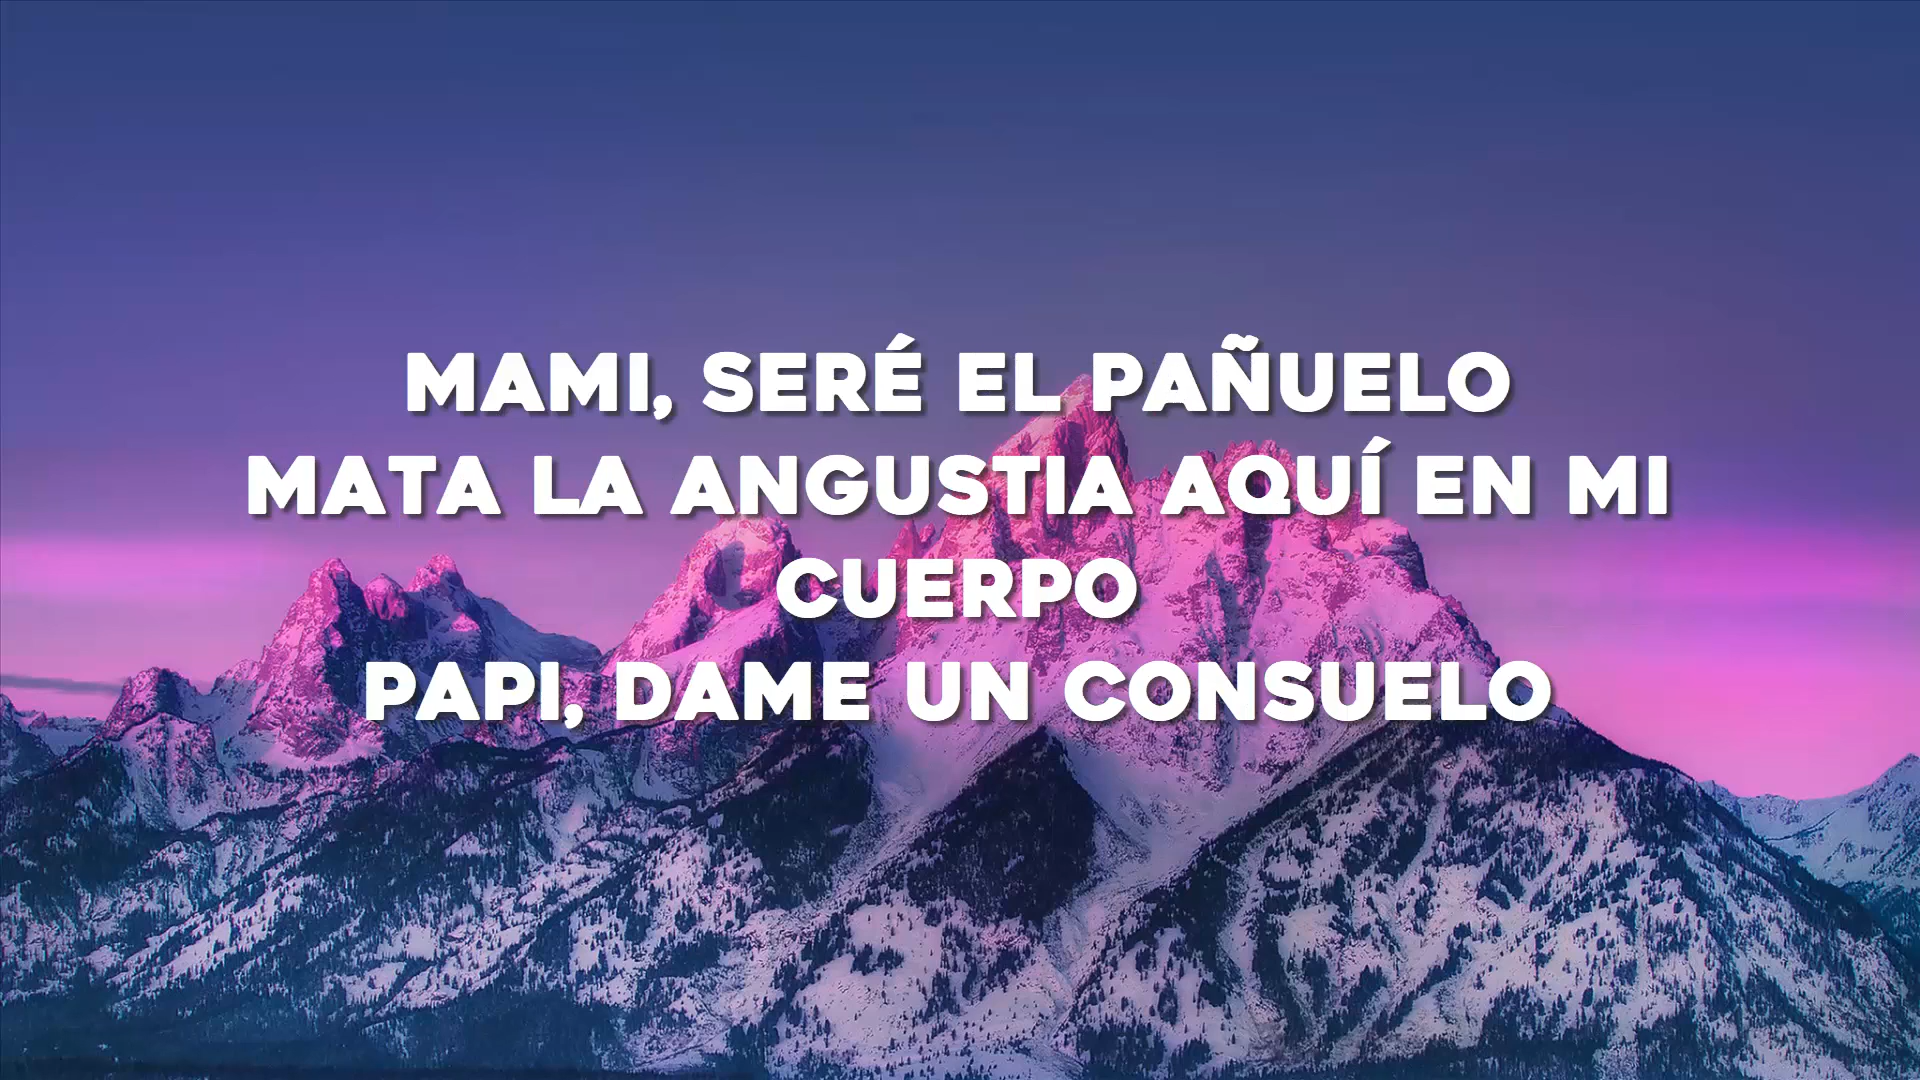 MAMI, SERÉ EL PAÑUELO
MATA LA ANGUSTIA AQUÍ EN MI
CUERPO
PAPI, DAME UN CONSUELO